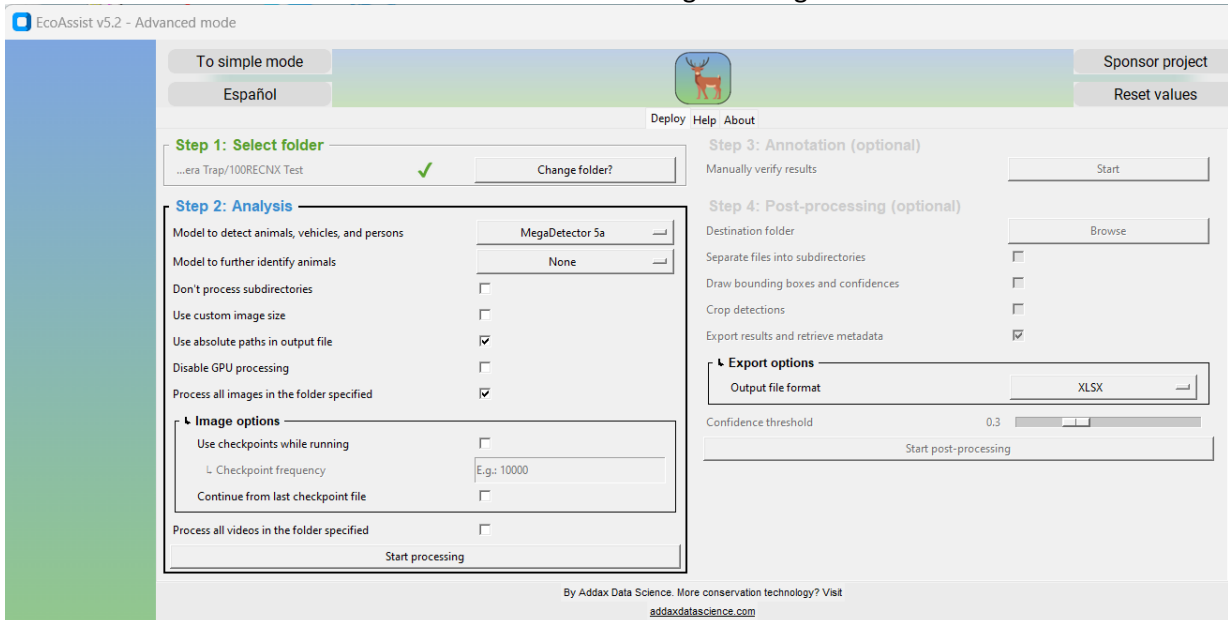 EcoAssist v5.2 - Advanced mode
To simple mode
Español
Sponsor project
Reset values
Deploy Help About
Step 1: Select folder
...era Trap/100RECNX Test ✓ Change folder?
Step 2: Analysis
Model to detect animals, vehicles, and persons MegaDetector 5a
Model to further identify animals None
Don't process subdirectories
Use custom image size
Use absolute paths in output file
Disable GPU processing
Process all images in the folder specified
↳ Image options
Use checkpoints while running
↳ Checkpoint frequency E.g.: 10000
Continue from last checkpoint file
Process all videos in the folder specified
Start processing
Step 3: Annotation (optional)
Manually verify results Start
Step 4: Post-processing (optional)
Destination folder Browse
Separate files into subdirectories
Draw bounding boxes and confidences
Crop detections
Export results and retrieve metadata
↳ Export options
Output file format XLSX
Confidence threshold 0.3
Start post-processing
By Addax Data Science. More conservation technology? Visit
addaxdatascience.com